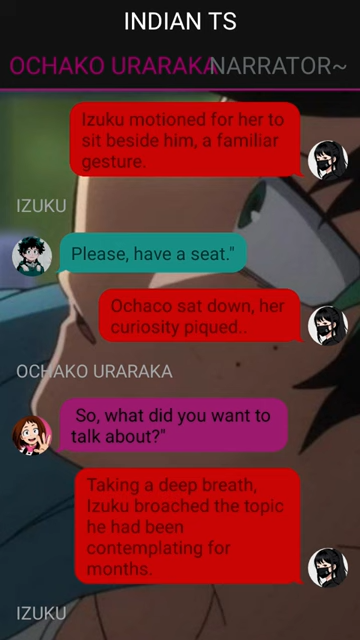 INDIAN TS
OCHAKO URARAKA NARRATOR~
Izuku motioned for her to
sit beside him, a familiar
gesture.
IZUKU
Please, have a seat."
Ochaco sat down, her
curiosity piqued..
OCHAKO URARAKA
So, what did you want to
talk about?"
Taking a deep breath,
Izuku broached the topic
he had been
contemplating for
months.
IZUKU